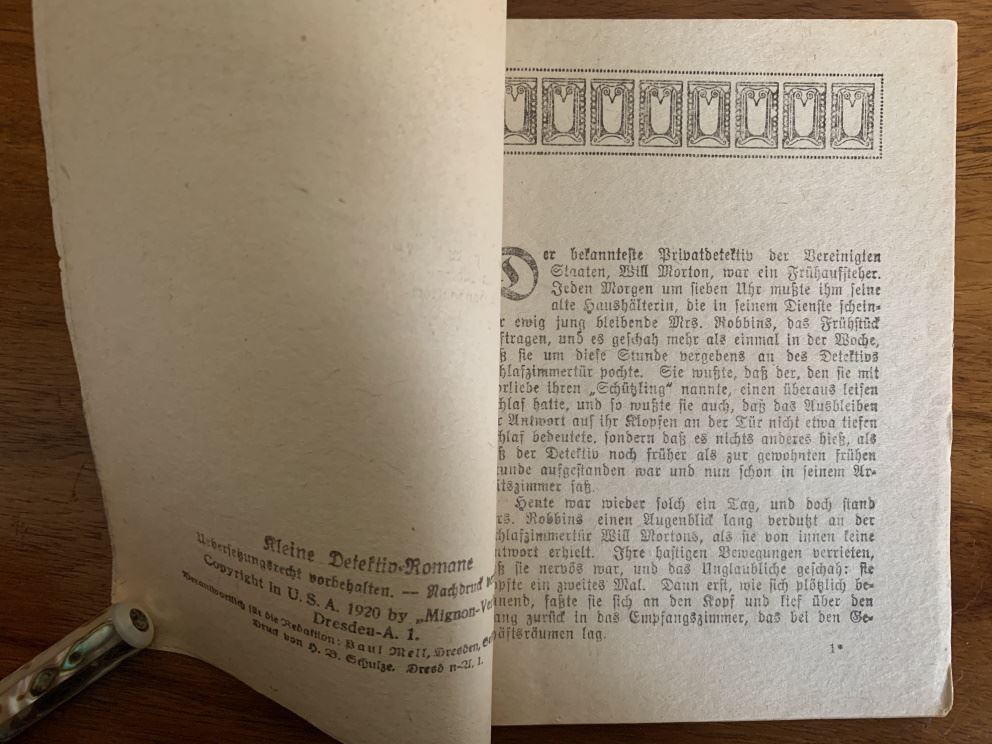 Kleine Detektiv-Romane
Uebersetzungsrecht vorbehalten. — Nachdruck
Copyright in U. S. A. 1920 by „Mignon-Ve
Dresden-A. 1.
Verantwortlich für die Redaktion: Paul Mell, Dresden,
Druck von H. B. Schulze. Dresd n-A. 1.
Der bekannteste Privatdetektiv der Vereinigten
Staaten, Will Morton, war ein Frühaufsteher.
Jeden Morgen um sieben Uhr mußte ihm seine
alte Haushälterin, die in seinem Dienste schein-
r ewig jung bleibende Mrs. Robbins, das Frühstück
ftragen, und es geschah mehr als einmal in der Woche,
ß sie um diese Stunde vergebens an des Detektivs
hlafzimmertür pochte. Sie wußte, daß der, den sie mit
orliebe ihren „Schützling“ nannte, einen überaus leisen
hlaf hatte, und so wußte sie auch, daß das Ausbleiben
r Antwort auf ihr Klopfen an der Tür nicht etwa tiefen
hlaf bedeutete. sondern daß es nichts anderes hieß, als
ß der Detektiv noch früher als zur gewohnten frühen
unde aufgestanden war und nun schon in seinem Ar-
itszimmer saß.
Heute war wieder solch ein Tag, und doch stand
rs. Robbins einen Augenblick lang verdutzt an der
hlafzimmertür Will Mortons, als sie von innen keine
ntwort erhielt. Ihre hastigen Bewegungen verrieten,
ß sie nervös war, und das Unglaubliche geschah: sie
opfte ein zweites Mal. Dann erst, wie sich plötzlich be-
nnend, faßte sie sich an den Kopf und lief über den
ang zurück in das Empfangszimmer, das bei den Ge-
häftsräumen lag.
1*